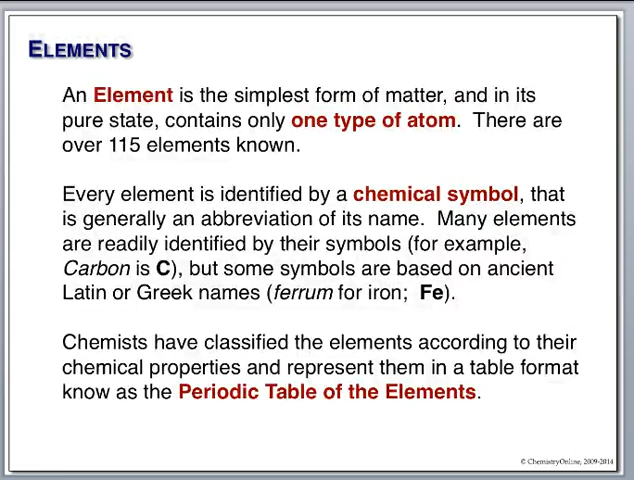 ELEMENTS
An Element is the simplest form of matter, and in its
pure state, contains only one type of atom. There are
over 115 elements known.
Every element is identified by a chemical symbol, that
is generally an abbreviation of its name. Many elements
are readily identified by their symbols (for example,
Carbon is C), but some symbols are based on ancient
Latin or Greek names (ferrum for iron; Fe).
Chemists have classified the elements according to their
chemical properties and represent them in a table format
know as the Periodic Table of the Elements.
© ChemistryOnline, 2009-2014